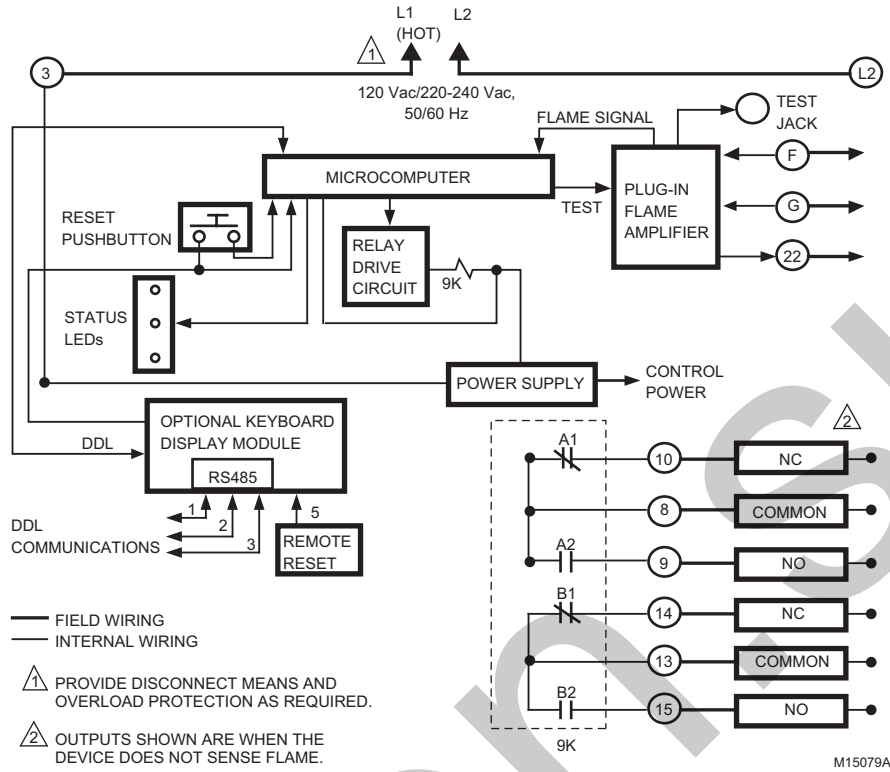 L1
(HOT)
L2
3
1
L2
120 Vac/220-240 Vac,
50/60 Hz
FLAME SIGNAL
TEST
JACK
F
MICROCOMPUTER
TEST
PLUG-IN
FLAME
AMPLIFIER
G
22
RESET
PUSHBUTTON
RELAY
DRIVE
CIRCUIT
9K
STATUS
LEDs
POWER SUPPLY
CONTROL
POWER
OPTIONAL KEYBOARD
DISPLAY MODULE
DDL
RS485
1
2
3
5
DDL
COMMUNICATIONS
REMOTE
RESET
2
A1
10
NC
8
COMMON
A2
9
NO
B1
14
NC
13
COMMON
B2
15
NO
9K
FIELD WIRING
INTERNAL WIRING
1 PROVIDE DISCONNECT MEANS AND
OVERLOAD PROTECTION AS REQUIRED.
2 OUTPUTS SHOWN ARE WHEN THE
DEVICE DOES NOT SENSE FLAME.
M15079A